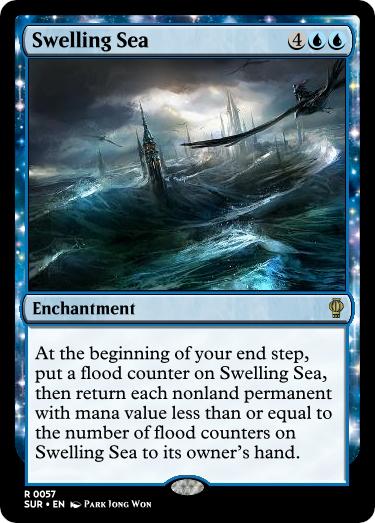 Swelling Sea 4
Enchantment
At the beginning of your end step,
put a flood counter on Swelling Sea,
then return each nonland permanent
with mana value less than or equal to
the number of flood counters on
Swelling Sea to its owner's hand.
R 0057
SUR • EN Park Jong Won